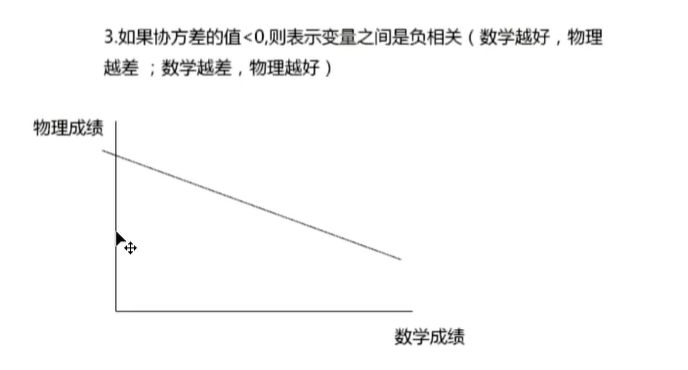 3.如果协方差的值<0,则表示变量之间是负相关（数学越好，物理
越差 ；数学越差，物理越好）
物理成绩
数学成绩